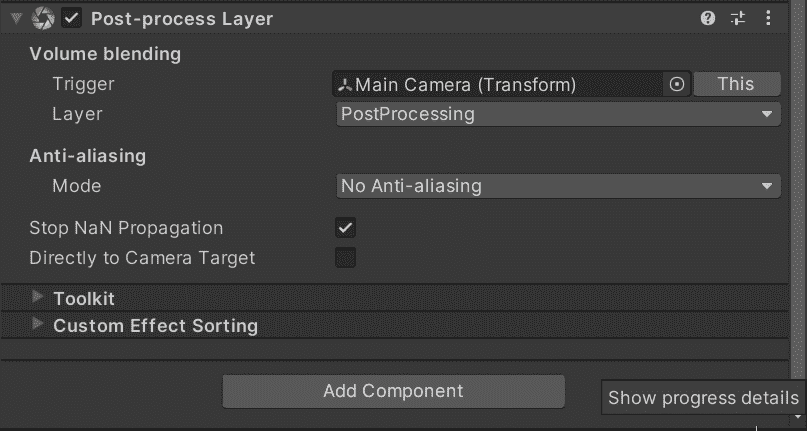 Post-process Layer
Volume blending
Trigger Main Camera (Transform) This
Layer PostProcessing
Anti-aliasing
Mode No Anti-aliasing
Stop NaN Propagation
Directly to Camera Target
Toolkit
Custom Effect Sorting
Add Component
Show progress details